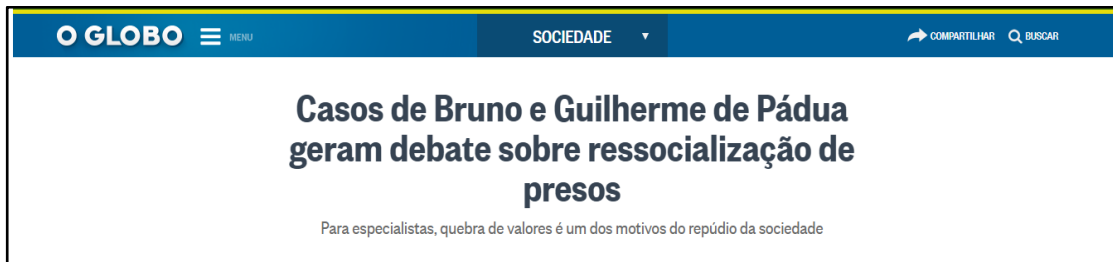 O GLOBO MENU SOCIEDADE COMPARTILHAR BUSCAR
Casos de Bruno e Guilherme de Pádua
geram debate sobre ressocialização de
presos
Para especialistas, quebra de valores é um dos motivos do repúdio da sociedade